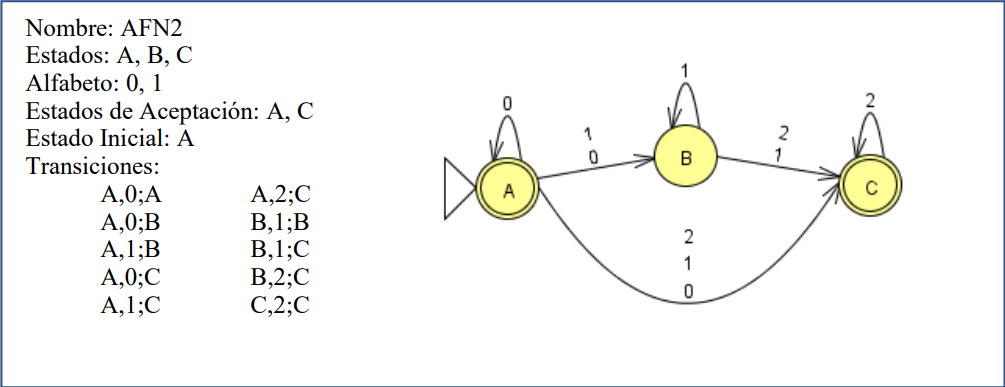 Nombre: AFN2
Estados: A, B, C
Alfabeto: 0, 1
Estados de Aceptación: A, C
Estado Inicial: A
Transiciones:
A,0;A A,2;C
A,0;B B,1;B
A,1;B B,1;C
A,0;C B,2;C
A,1;C C,2;C
0
1
2
1
0
2
1
A
B
C
2
1
0